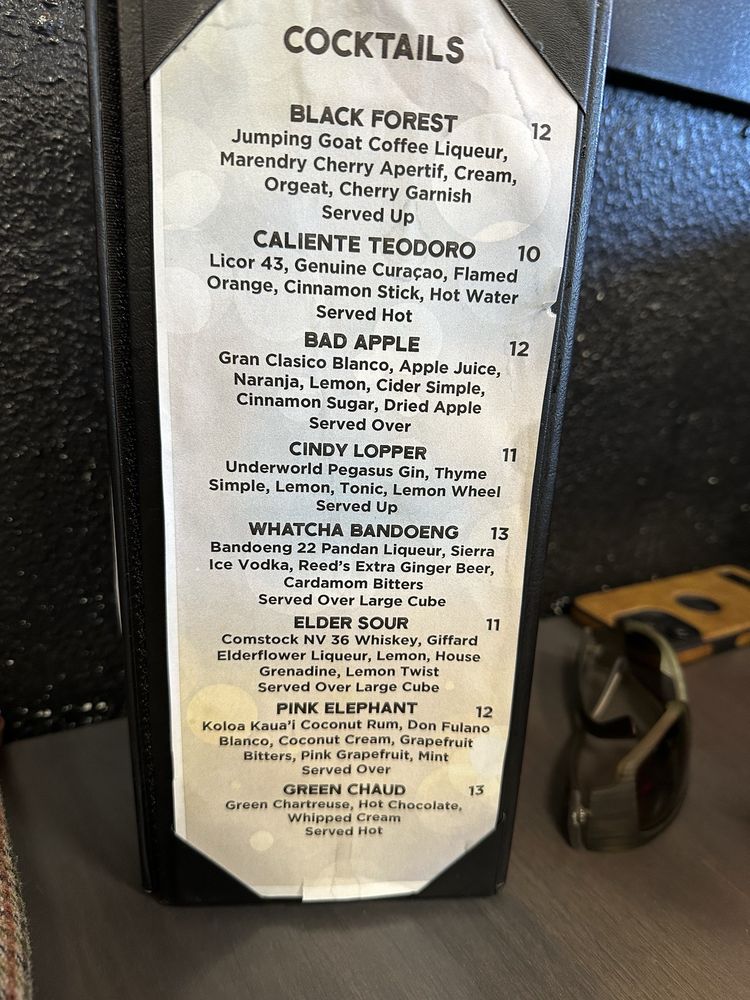 COCKTAILS
BLACK FOREST 12
Jumping Goat Coffee Liqueur,
Marendry Cherry Apertif, Cream,
Orgeat, Cherry Garnish
Served Up
CALIENTE TEODORO 10
Licor 43, Genuine Curaçao, Flamed
Orange, Cinnamon Stick, Hot Water
Served Hot
BAD APPLE 12
Gran Clasico Blanco, Apple Juice,
Naranja, Lemon, Cider Simple,
Cinnamon Sugar, Dried Apple
Served Over
CINDY LOPPER 11
Underworld Pegasus Gin, Thyme
Simple, Lemon, Tonic, Lemon Wheel
Served Up
WHATCHA BANDOENG 13
Bandoeng 22 Pandan Liqueur, Sierra
Ice Vodka, Reed's Extra Ginger Beer,
Cardamom Bitters
Served Over Large Cube
ELDER SOUR 11
Comstock NV 36 Whiskey, Giffard
Elderflower Liqueur, Lemon, House
Grenadine, Lemon Twist
Served Over Large Cube
PINK ELEPHANT 12
Koloa Kaua'i Coconut Rum, Don Fulano
Blanco, Coconut Cream, Grapefruit
Bitters, Pink Grapefruit, Mint
Served Over
GREEN CHAUD 13
Green Chartreuse, Hot Chocolate,
Whipped Cream
Served Hot